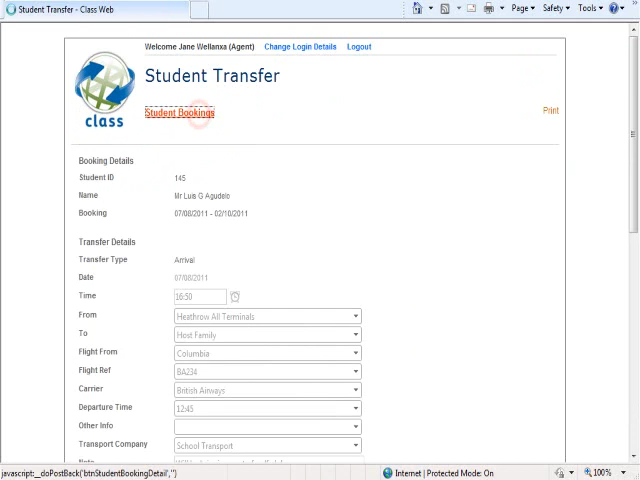 Student Transfer - Class Web
Page Safety Tools
Welcome Jane Wellanxa (Agent) Change Login Details Logout
Student Transfer
class
Student Bookings Print
Booking Details
Student ID 145
Name Mr Luis G Agudelo
Booking 07/08/2011 - 02/10/2011
Transfer Details
Transfer Type Arrival
Date 07/08/2011
Time 16:50
From Heathrow All Terminals
To Host Family
Flight From Columbia
Flight Ref BA234
Carrier British Airways
Departure Time 12:45
Other Info
Transport Company School Transport
Note
javascript:__doPostBack('btnStudentBookingDetail','') Internet | Protected Mode: On 100%